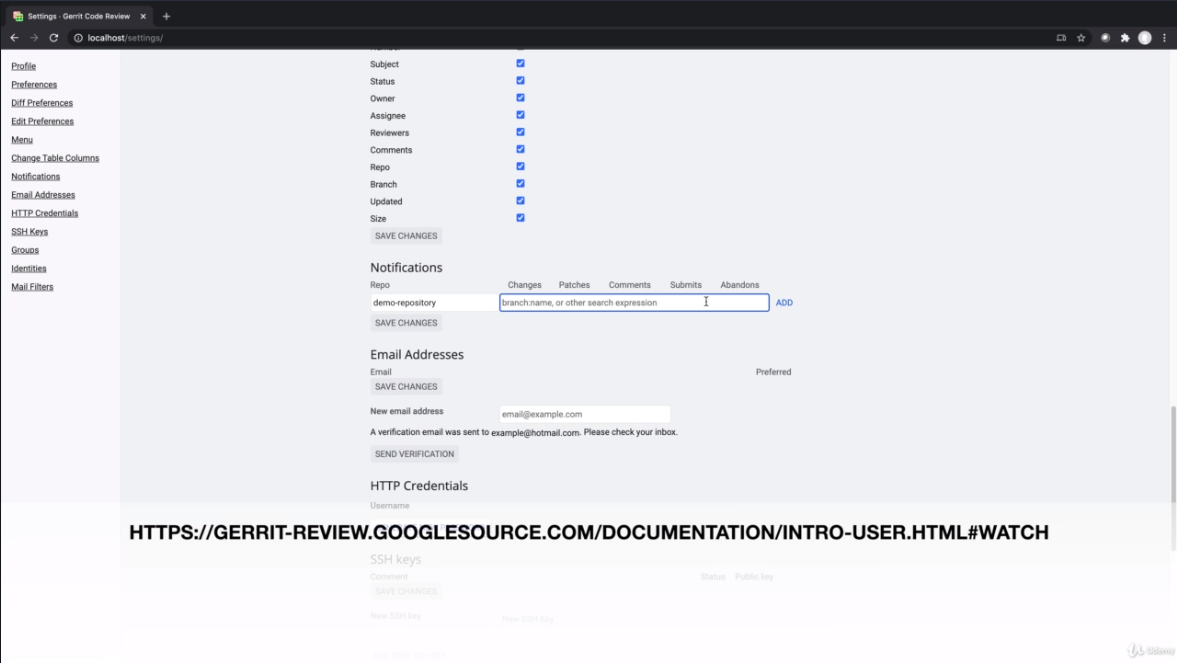 Settings · Gerrit Code Review
localhost/settings/
Profile
Preferences
Diff Preferences
Edit Preferences
Menu
Change Table Columns
Notifications
Email Addresses
HTTP Credentials
SSH Keys
Groups
Identities
Mail Filters
Subject
Status
Owner
Assignee
Reviewers
Comments
Repo
Branch
Updated
Size
SAVE CHANGES
Notifications
Repo Changes Patches Comments Submits Abandons
demo-repository branch:name, or other search expression ADD
SAVE CHANGES
Email Addresses
Email Preferred
SAVE CHANGES
New email address email@example.com
A verification email was sent to example@hotmail.com. Please check your inbox.
SEND VERIFICATION
HTTP Credentials
Username
HTTPS://GERRIT-REVIEW.GOOGLESOURCE.COM/DOCUMENTATION/INTRO-USER.HTML#WATCH
SSH keys
Comment Status Public key
SAVE CHANGES
New SSH key New SSH key
Udemy